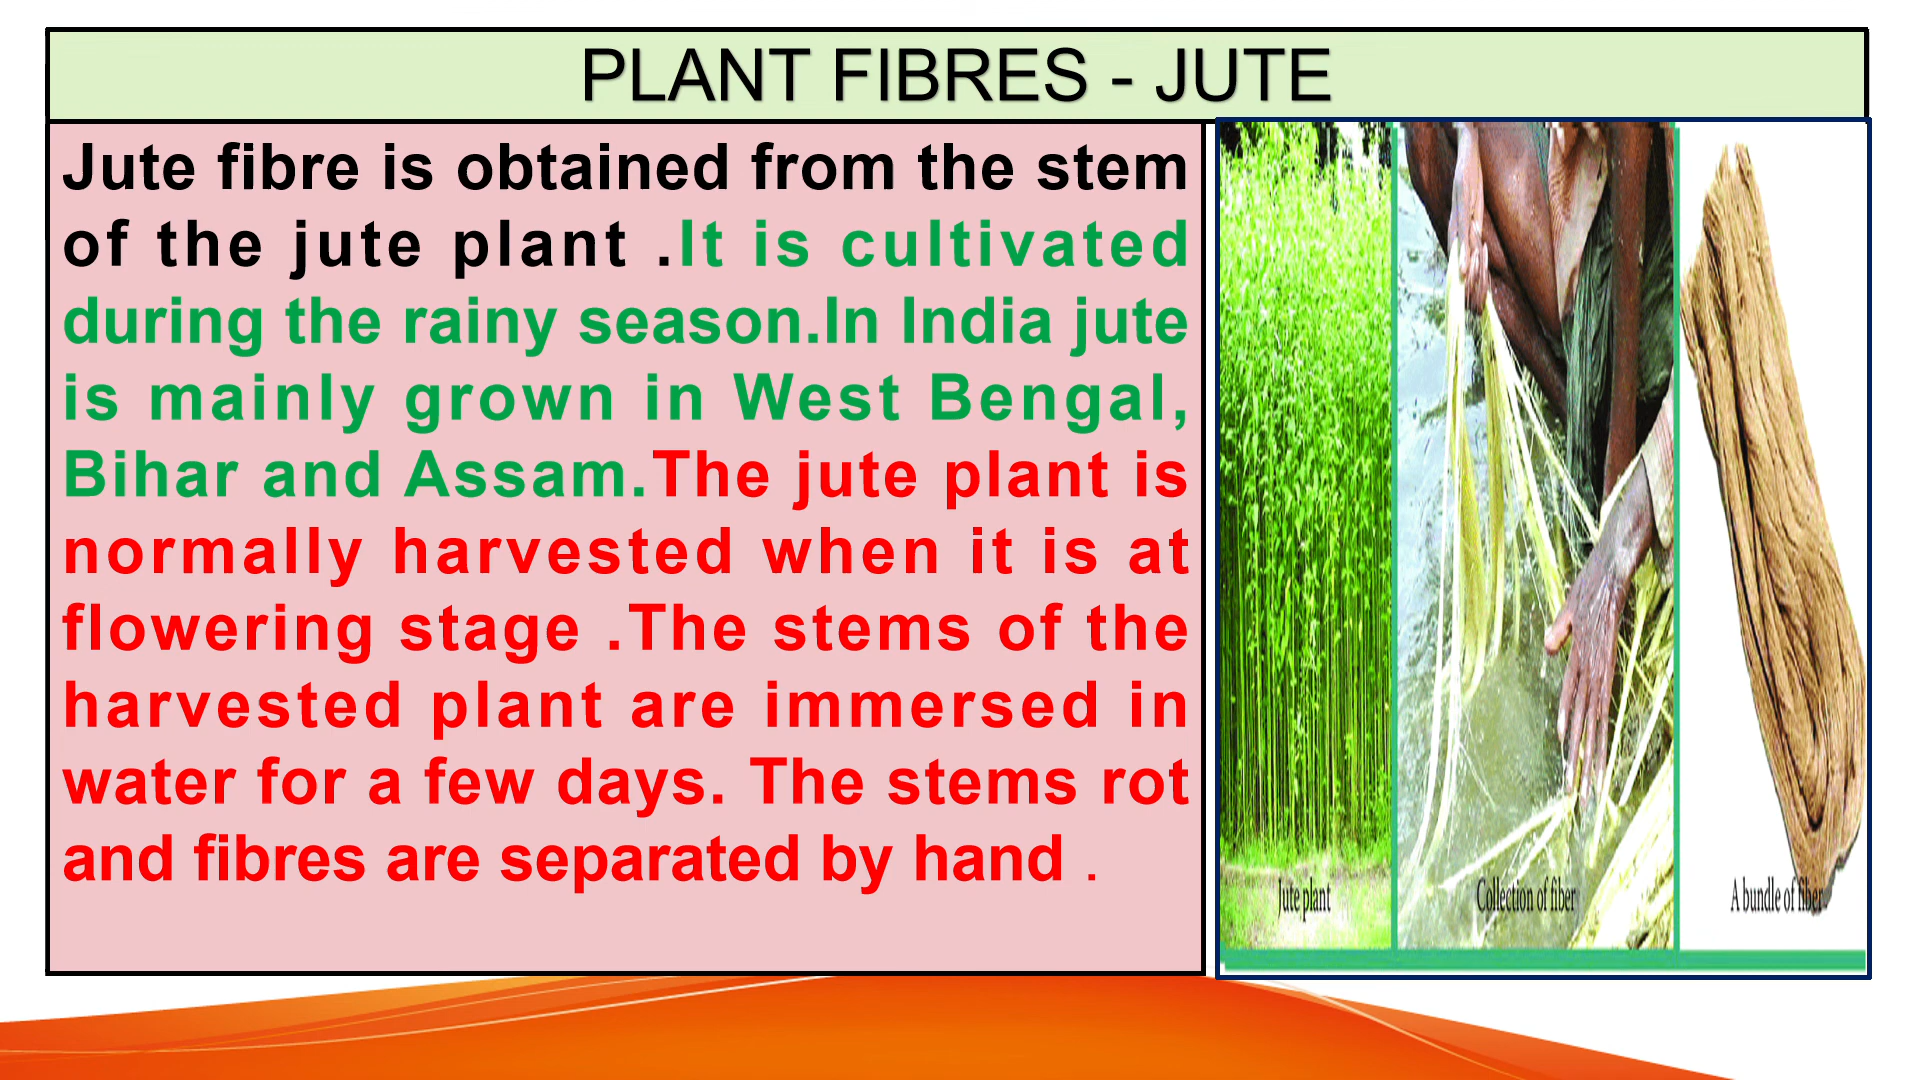 PLANT FIBRES - JUTE
Jute fibre is obtained from the stem
of the jute plant .It is cultivated
during the rainy season.In India jute
is mainly grown in West Bengal,
Bihar and Assam.The jute plant is
normally harvested when it is at
flowering stage .The stems of the
harvested plant are immersed in
water for a few days. The stems rot
and fibres are separated by hand .
Jute plant
Collection of fiber
A bundle of fiber